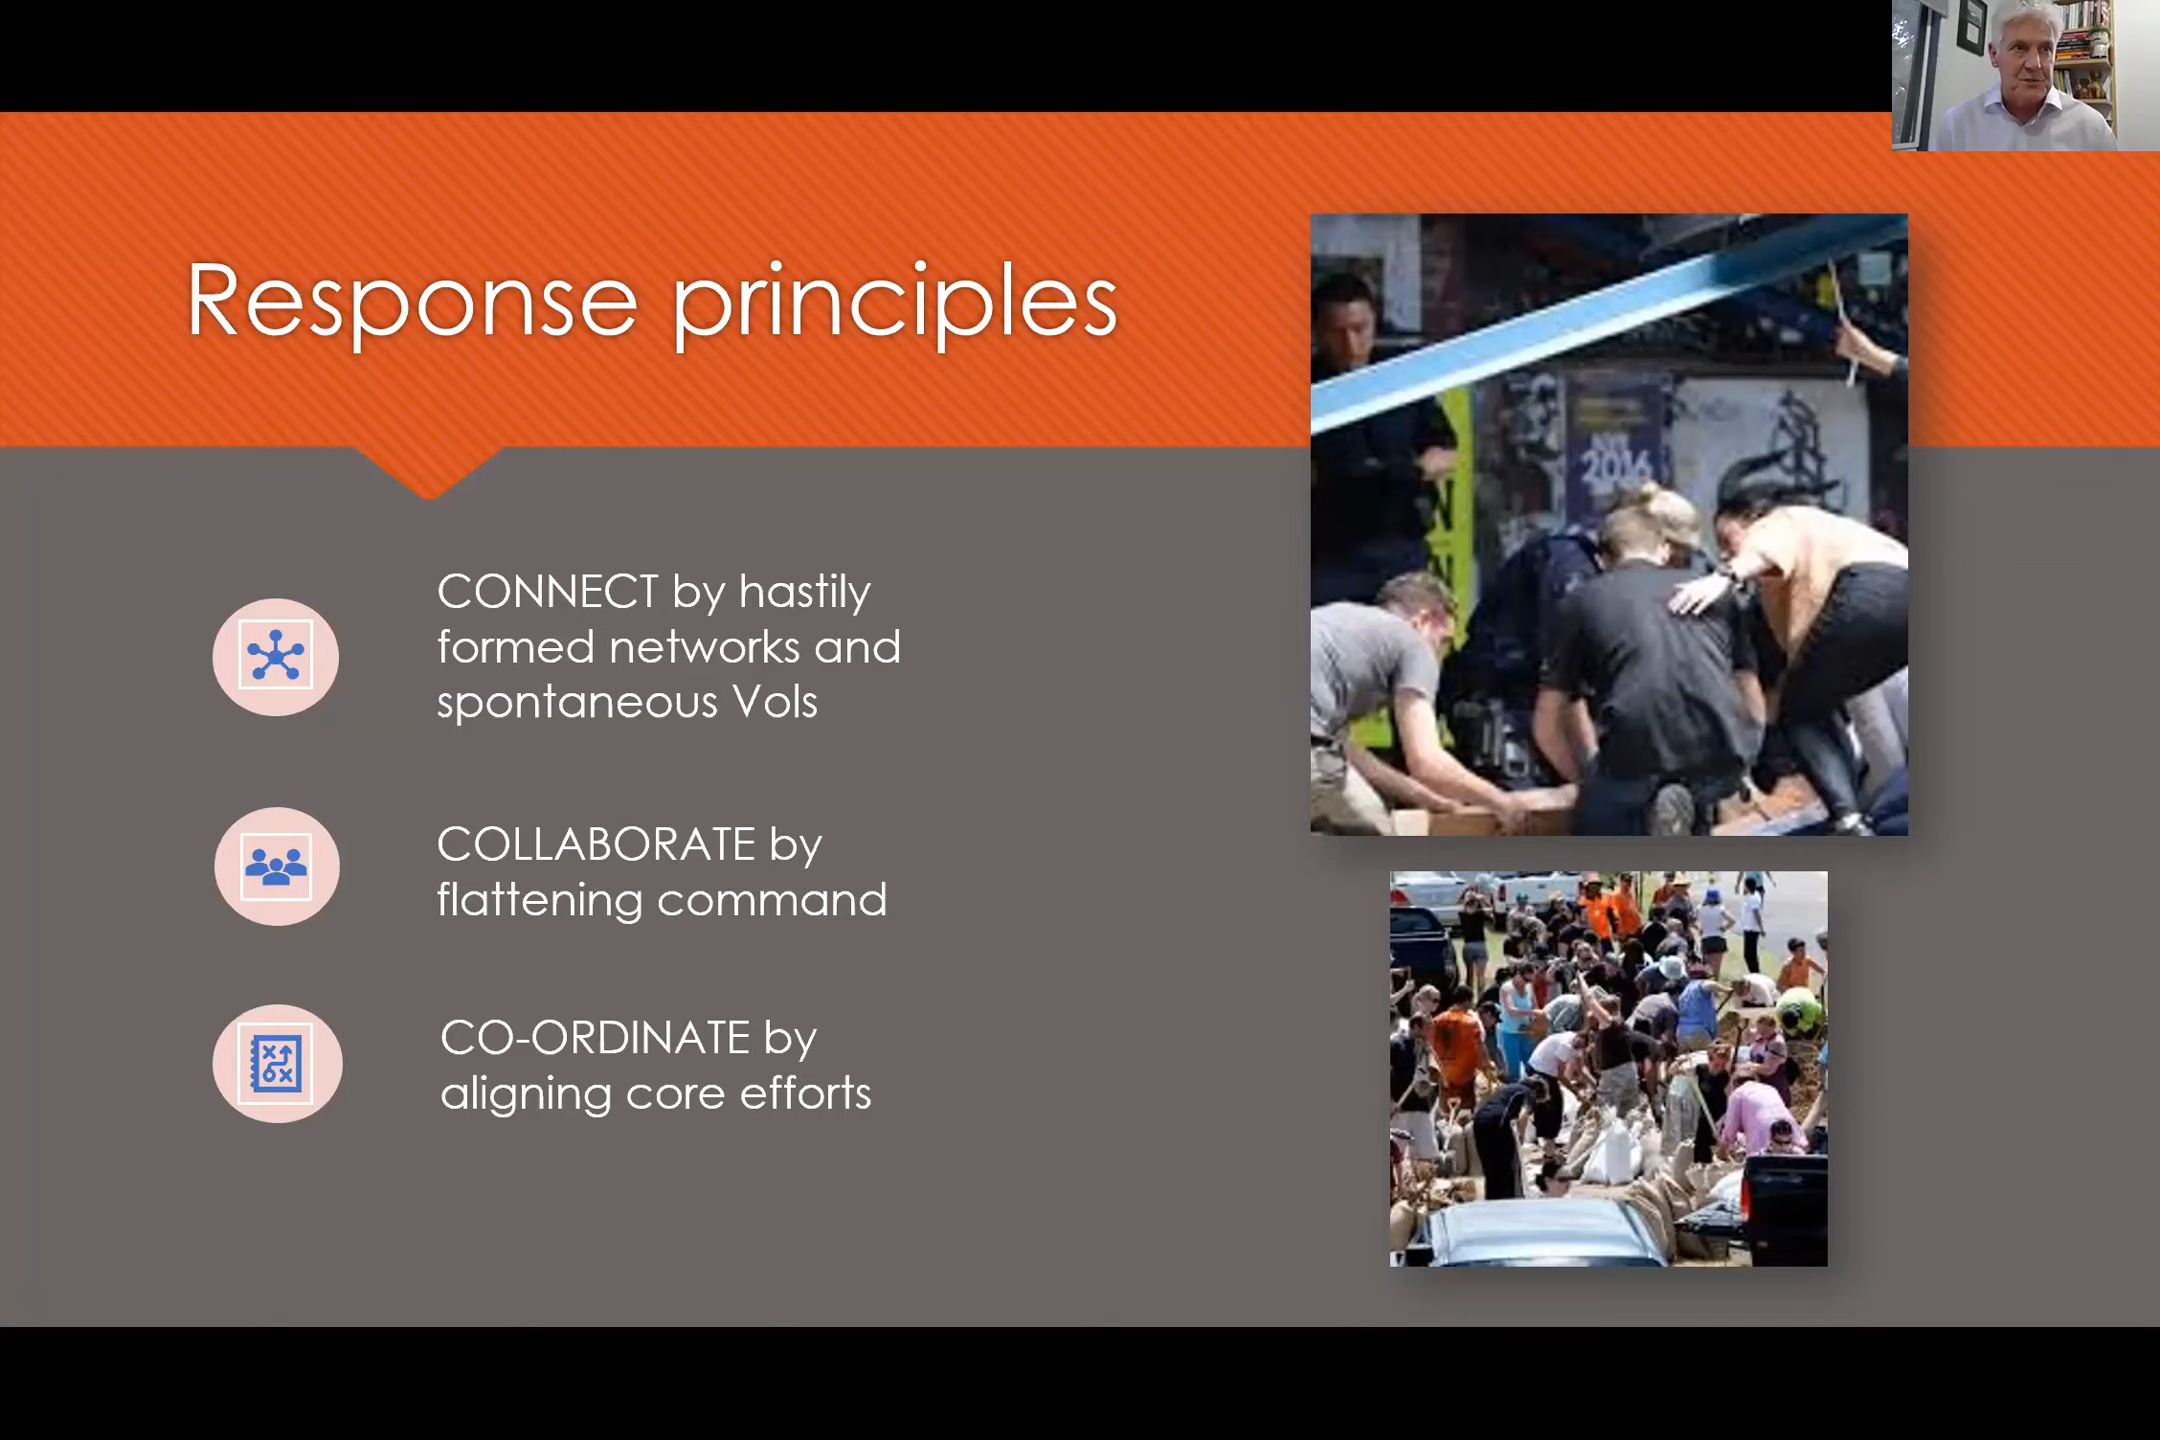 Response principles
CONNECT by hastily
formed networks and
spontaneous Vols
COLLABORATE by
flattening command
CO-ORDINATE by
aligning core efforts
2016